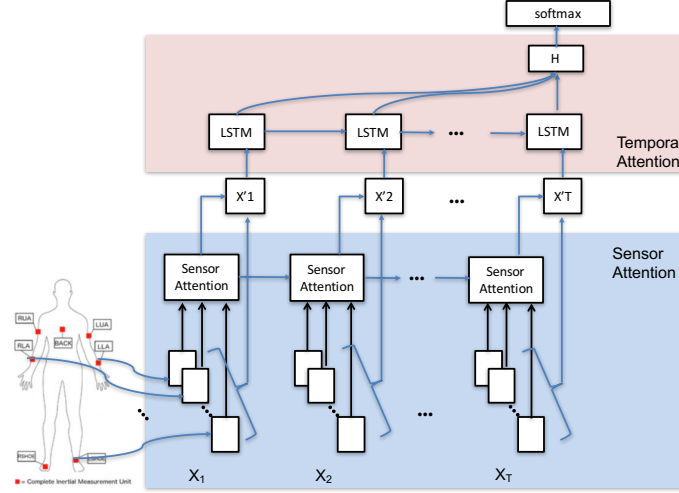 softmax
H
LSTM
LSTM
...
LSTM
Tempora
Attention
X'1
X'2
...
X'T
Sensor
Attention
Sensor
Attention
Sensor
Attention
...
Sensor
Attention
RUA
LUA
BACK
RLA
LLA
...
...
...
...
...
RSHOE
X1
X2
XT
= Complete Inertial Measurement Unit